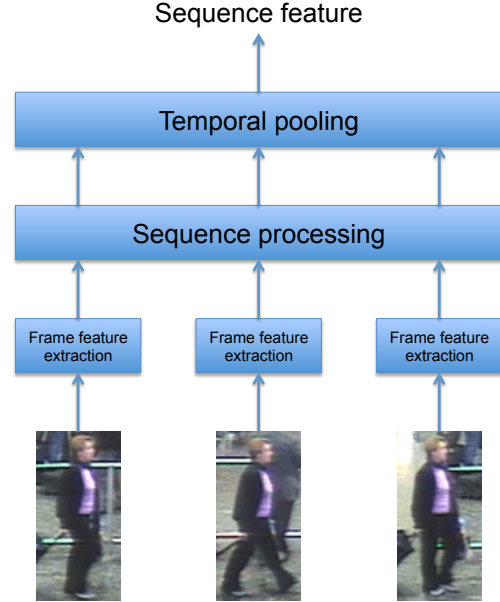 Sequence feature
Temporal pooling
Sequence processing
Frame feature
extraction
Frame feature
extraction
Frame feature
extraction